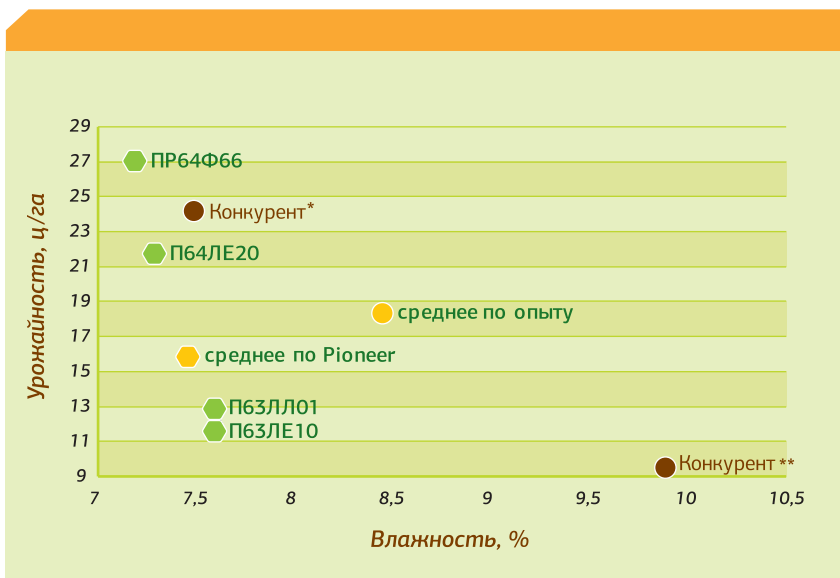 29
27
25
23
21
19
17
15
13
11
9
Урожайность, ц/га
ПР64Ф66
Конкурент*
П64ЛЕ20
среднее по опыту
среднее по Pioneer
П63ЛЛ01
П63ЛЕ10
Конкурент**
7 7,5 8 8,5 9 9,5 10 10,5
Влажность, %